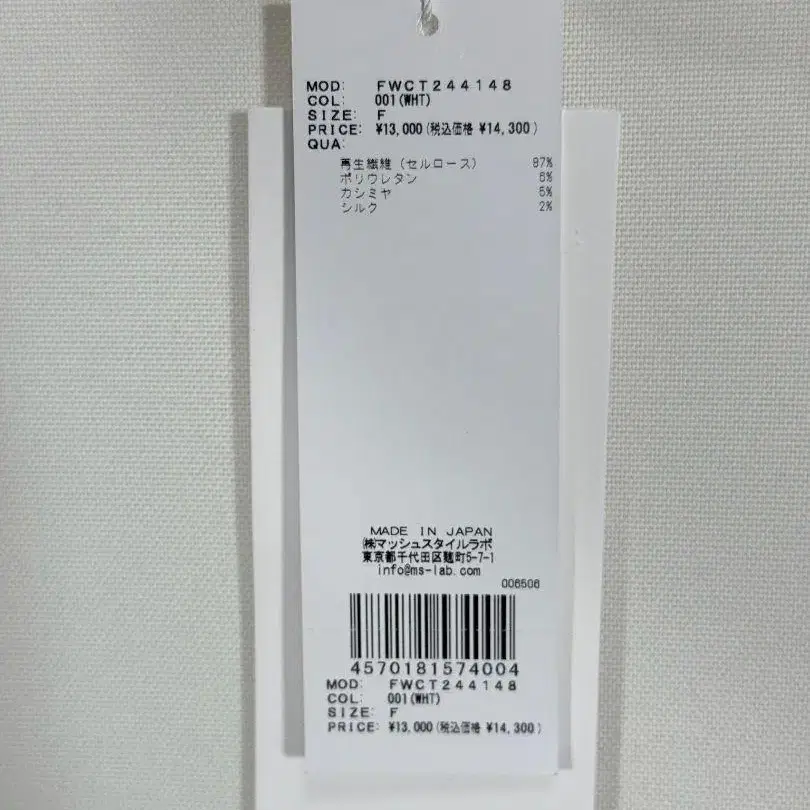 MOD: FWCT244148
COL: 001(WHT)
SIZE: F
PRICE: ¥13,000(税込価格 ¥14,300)
QUA:
再生繊維(セルロース) 87%
ポリウレタン 6%
カシミヤ 5%
シルク 2%
MADE IN JAPAN
㈱マッシュスタイルラボ
東京都千代田区麹町5-7-1
info@ms-lab.com
006506
4570181574004
MOD: FWCT244148
COL: 001(WHT)
SIZE: F
PRICE: ¥13,000(税込価格 ¥14,300)